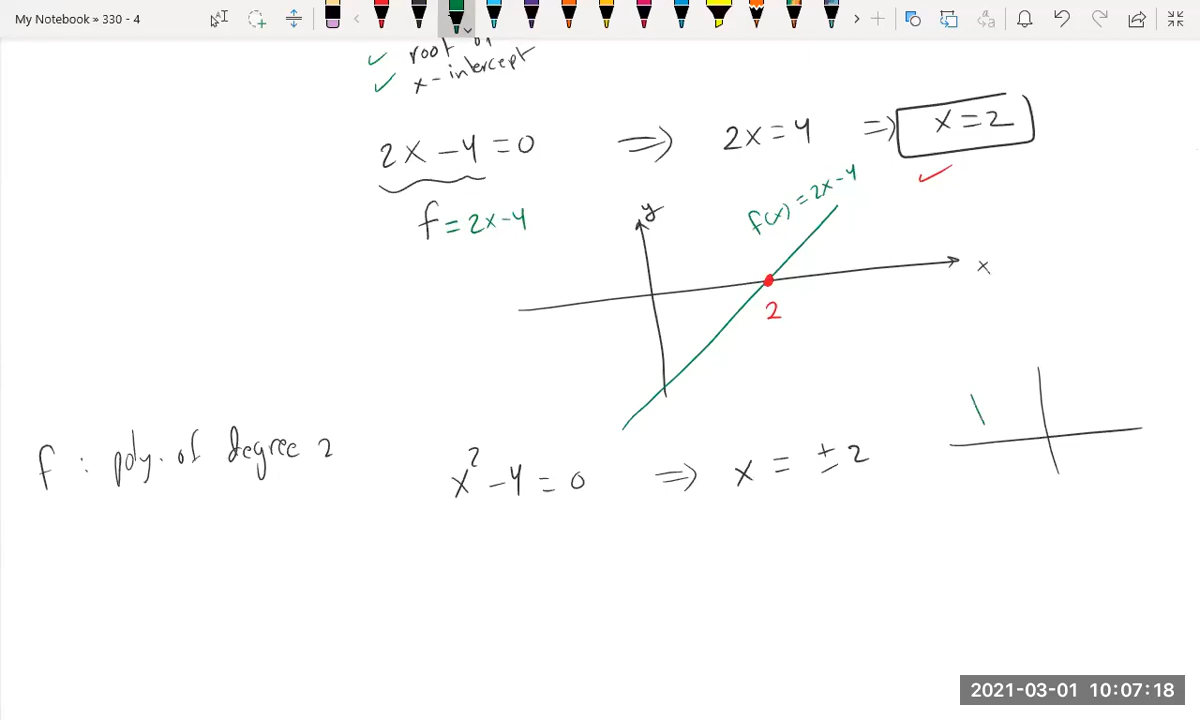 My Notebook » 330 - 4
✓ root of
✓ x-intercept
2x - 4 = 0 ⇒ 2x = 4 ⇒ x = 2
✓
f = 2x-4
y
f(x) = 2x-4
x
2
f : poly. of degree 2
x² - 4 = 0 ⇒ x = ± 2
2021-03-01 10:07:18